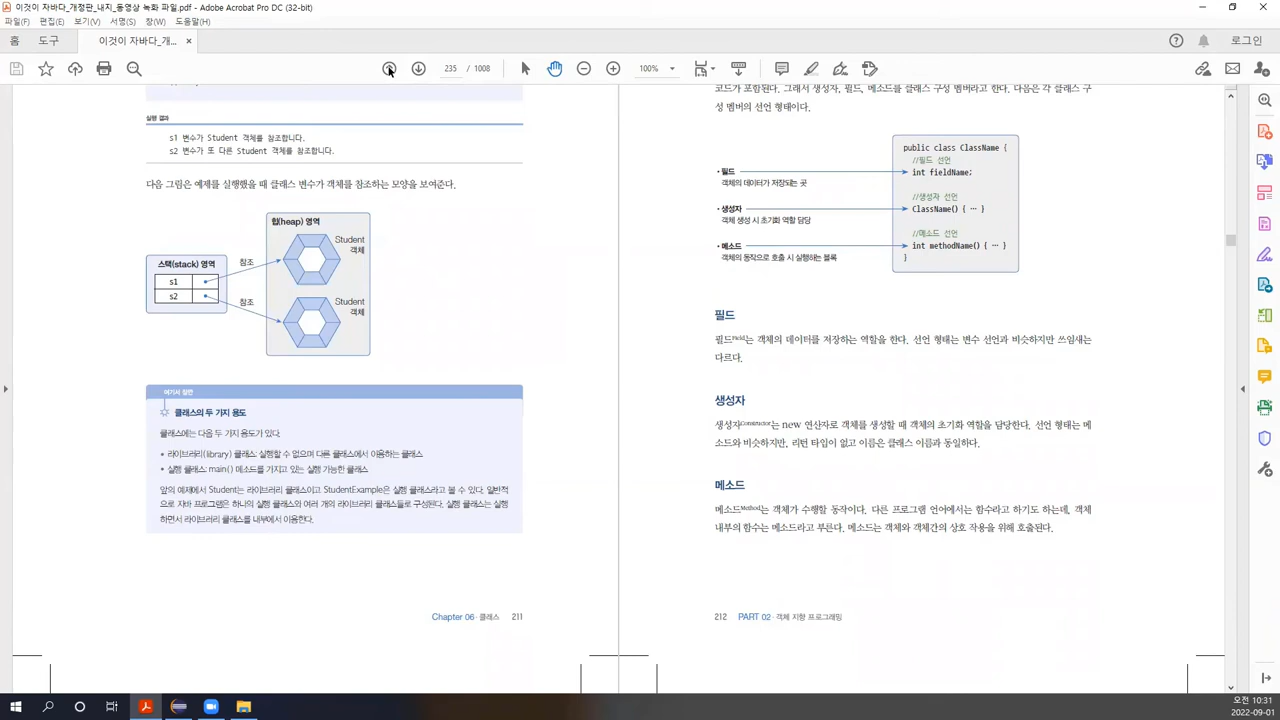 이것이 자바다_개정판_내지_동영상 녹화 파일.pdf - Adobe Acrobat Pro DC (32-bit)
파일(F) 편집(E) 보기(V) 서명(S) 창(W) 도움말(H)
홈 도구 이것이 자바다_개... × 로그인
235 / 1008 100%
실행 결과
s1 변수가 Student 객체를 참조합니다.
s2 변수가 또 다른 Student 객체를 참조합니다.
다음 그림은 예제를 실행했을 때 클래스 변수가 객체를 참조하는 모양을 보여준다.
힙(heap) 영역
Student
객체
스택(stack) 영역
참조
s1
s2
참조
Student
객체
여기서 잠깐
클래스의 두 가지 용도
클래스에는 다음 두 가지 용도가 있다.
• 라이브러리(library) 클래스: 실행할 수 없으며 다른 클래스에서 이용하는 클래스
• 실행 클래스: main() 메소드를 가지고 있는 실행 가능한 클래스
앞의 예제에서 Student는 라이브러리 클래스이고 StudentExample은 실행 클래스라고 볼 수 있다. 일반적
으로 자바 프로그램은 하나의 실행 클래스와 여러 개의 라이브러리 클래스들로 구성된다. 실행 클래스는 실행
하면서 라이브러리 클래스를 내부에서 이용한다.
Chapter 06 · 클래스 211
코드가 포함된다. 그래서 생성자, 필드, 메소드를 클래스 구성 멤버라고 한다. 다음은 각 클래스 구
성 멤버의 선언 형태이다.
• 필드
객체의 데이터가 저장되는 곳
• 생성자
객체 생성 시 초기화 역할 담당
• 메소드
객체의 동작으로 호출 시 실행하는 블록
public class ClassName {
//필드 선언
int fieldName;
//생성자 선언
ClassName() { … }
//메소드 선언
int methodName() { … }
}
필드
필드Field는 객체의 데이터를 저장하는 역할을 한다. 선언 형태는 변수 선언과 비슷하지만 쓰임새는
다르다.
생성자
생성자Constructor는 new 연산자로 객체를 생성할 때 객체의 초기화 역할을 담당한다. 선언 형태는 메
소드와 비슷하지만, 리턴 타입이 없고 이름은 클래스 이름과 동일하다.
메소드
메소드Method는 객체가 수행할 동작이다. 다른 프로그램 언어에서는 함수라고 하기도 하는데, 객체
내부의 함수는 메소드라고 부른다. 메소드는 객체와 객체간의 상호 작용을 위해 호출된다.
212 PART 02 · 객체 지향 프로그래밍
오전 10:31
2022-09-01